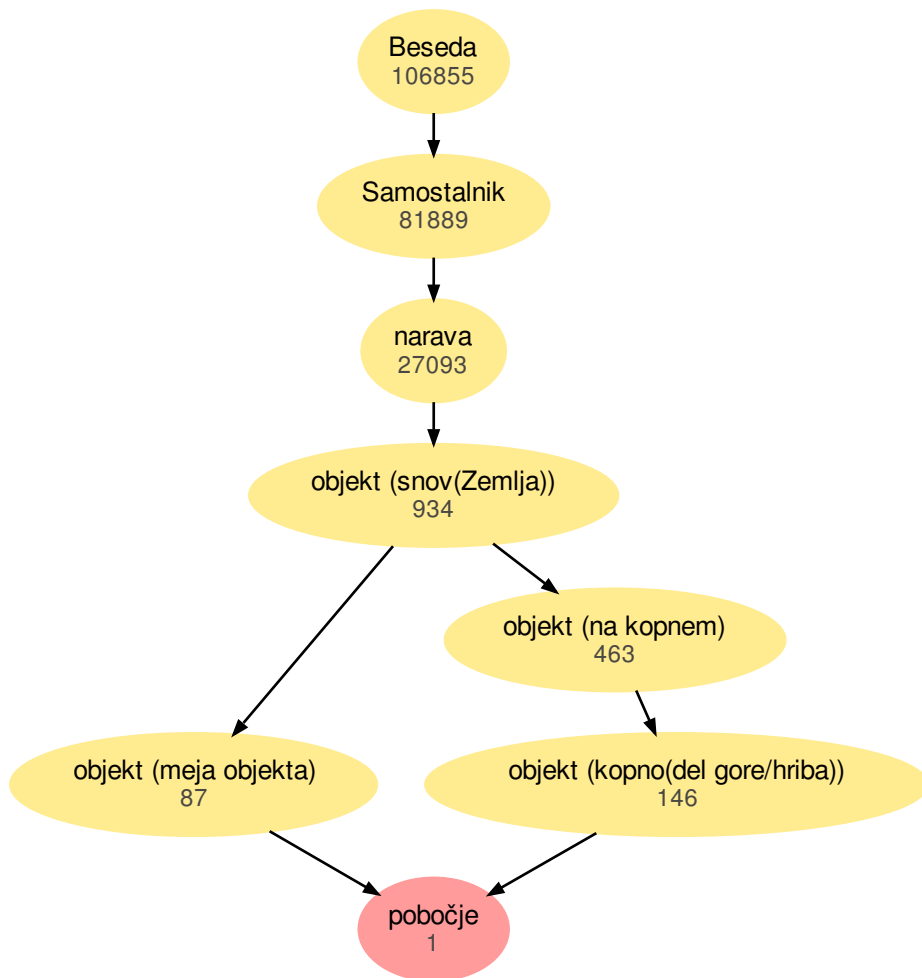 Beseda
106855
Samostalnik
81889
narava
27093
objekt (snov(Zemlja))
934
objekt (na kopnem)
463
objekt (meja objekta)
87
objekt (kopno(del gore/hriba))
146
pobočje
1